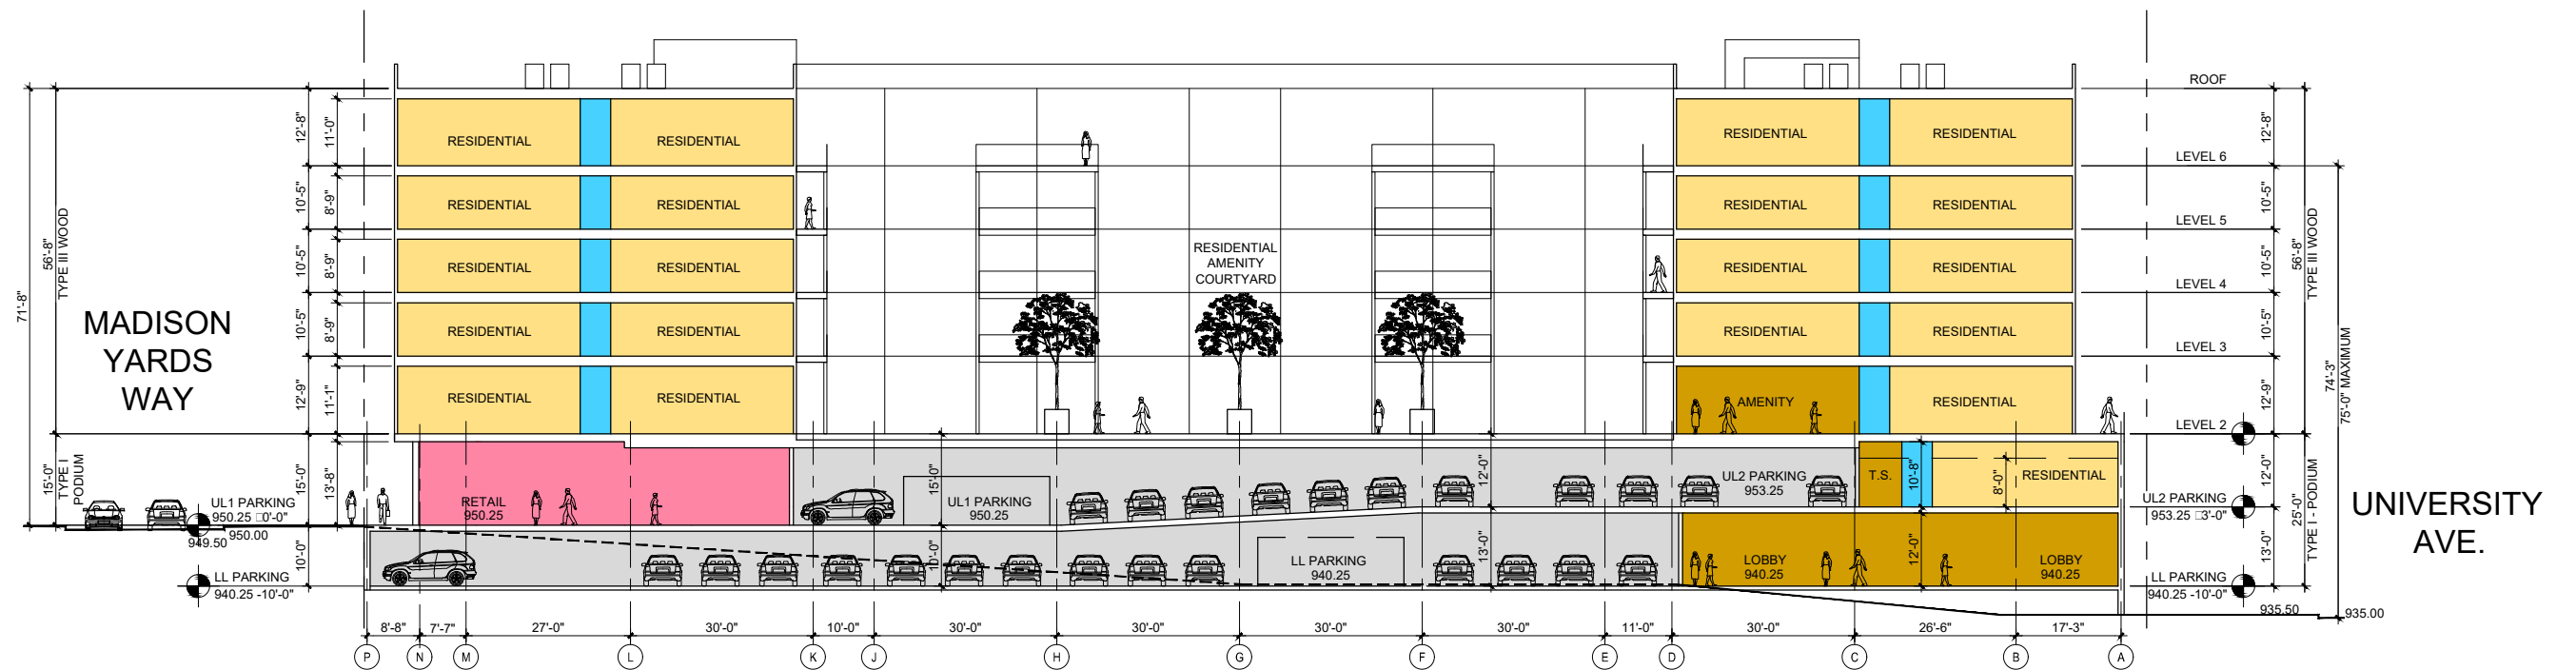 ROOF
RESIDENTIAL
RESIDENTIAL
RESIDENTIAL
RESIDENTIAL
12'-8"
11'-0"
12'-8"
LEVEL 6
RESIDENTIAL
RESIDENTIAL
RESIDENTIAL
RESIDENTIAL
10'-5"
8'-9"
10'-5"
LEVEL 5
56'-8"
TYPE III WOOD
71'-8"
RESIDENTIAL
RESIDENTIAL
RESIDENTIAL
AMENITY
COURTYARD
RESIDENTIAL
RESIDENTIAL
10'-5"
8'-9"
10'-5"
56'-8"
TYPE III WOOD
LEVEL 4
MADISON
YARDS
WAY
RESIDENTIAL
RESIDENTIAL
RESIDENTIAL
RESIDENTIAL
10'-5"
8'-9"
10'-5"
LEVEL 3
74'-3"
75'-0" MAXIMUM
RESIDENTIAL
RESIDENTIAL
AMENITY
RESIDENTIAL
12'-9"
11'-1"
12'-9"
LEVEL 2
15'-0"
TYPE I
PODIUM
15'-0"
13'-8"
UL1 PARKING
950.25 0'-0"
950.00
949.50
RETAIL
950.25
15'-0"
UL1 PARKING
950.25
12'-0"
UL2 PARKING
953.25
T.S.
10'-8"
8'-0"
RESIDENTIAL
UL2 PARKING
953.25 3'-0"
12'-0"
25'-0"
TYPE I - PODIUM
UNIVERSITY
AVE.
10'-0"
LL PARKING
940.25 -10'-0"
10'-0"
LL PARKING
940.25
13'-0"
LOBBY
940.25
12'-0"
LOBBY
940.25
LL PARKING
940.25 -10'-0"
13'-0"
935.50
935.00
8'-8"
7'-7"
27'-0"
30'-0"
10'-0"
30'-0"
30'-0"
30'-0"
30'-0"
11'-0"
30'-0"
26'-6"
17'-3"
P
N
M
L
K
J
H
G
F
E
D
C
B
A